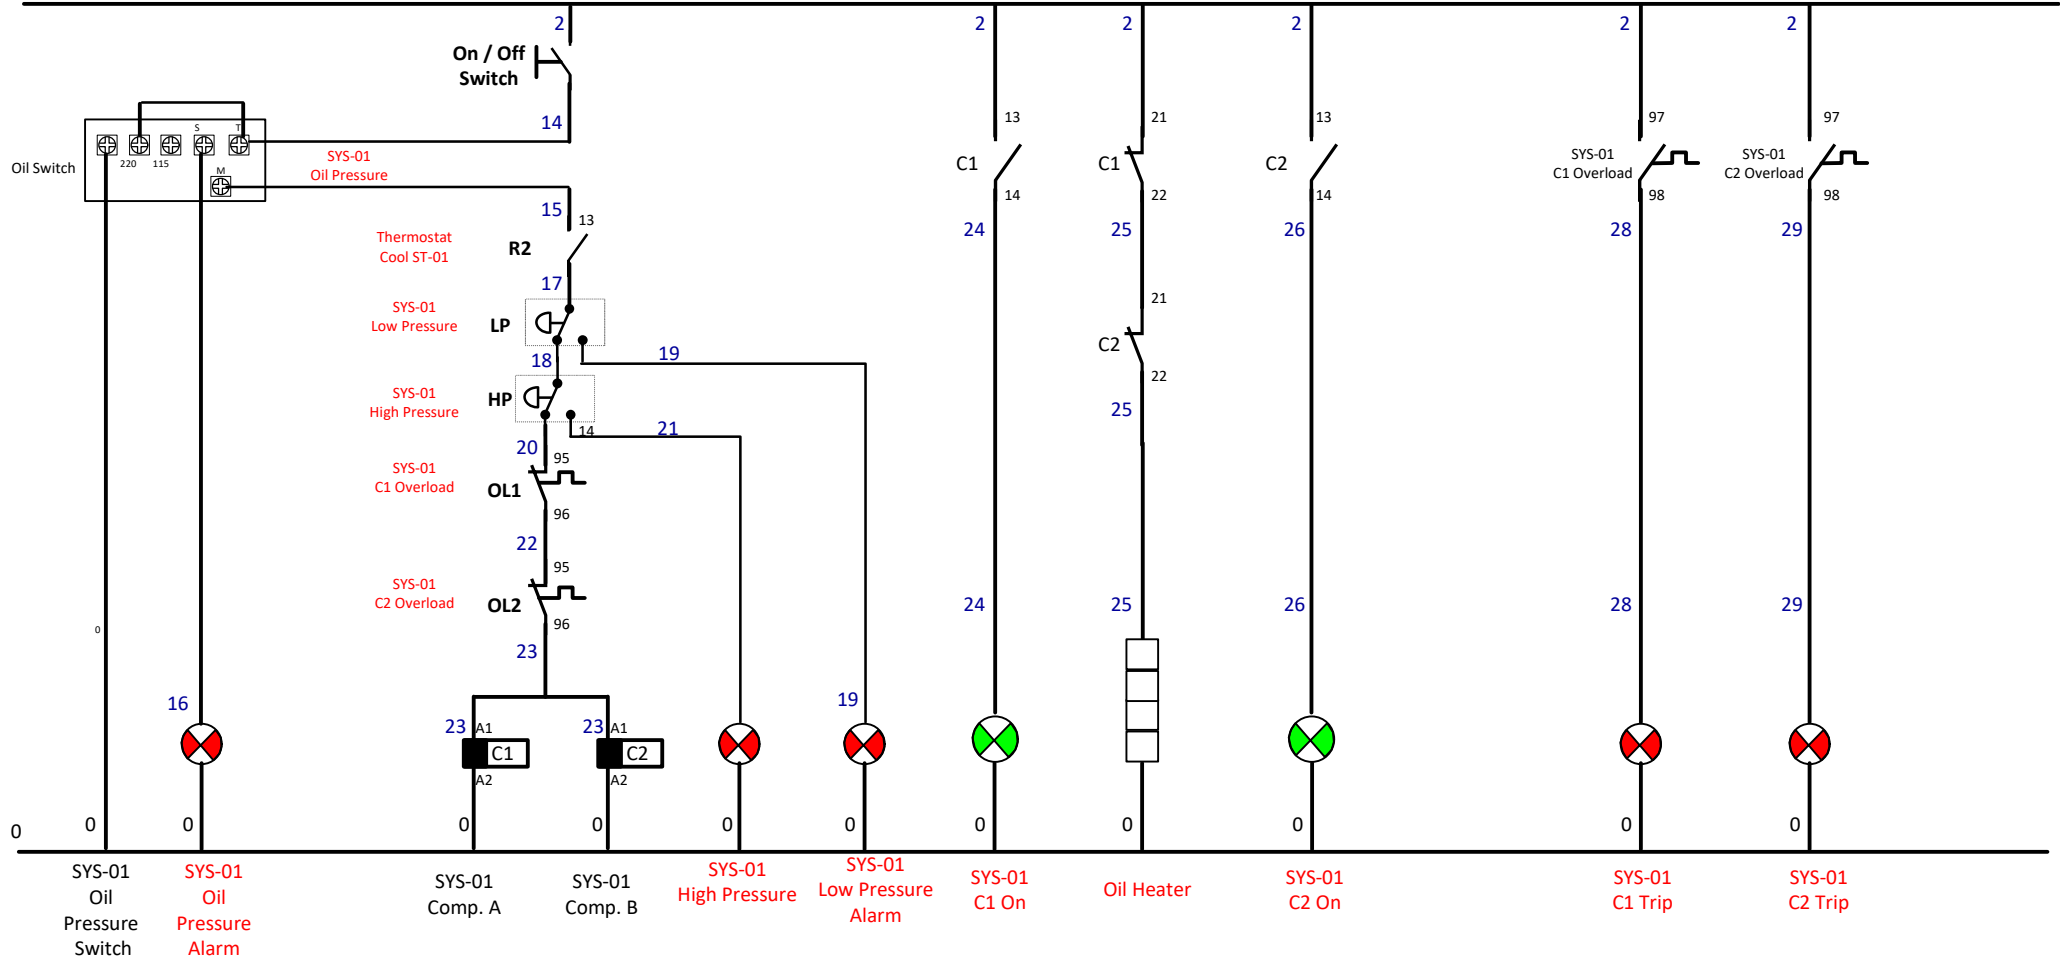 2
2
2
2
2
2
On / Off
Switch
14
S
T
220
115
M
Oil Switch
SYS-01
Oil Pressure
15
13
Thermostat
Cool ST-01
R2
17
SYS-01
Low Pressure
LP
18
19
SYS-01
High Pressure
HP
14
21
20
95
SYS-01
C1 Overload
OL1
96
22
95
SYS-01
C2 Overload
OL2
96
23
0
16
23
A1
C1
A2
23
A1
C2
A2
19
13
C1
14
24
24
21
C1
22
25
21
C2
22
25
25
13
C2
14
26
26
97
SYS-01
C1 Overload
98
28
28
97
SYS-01
C2 Overload
98
29
29
0
0
0
0
0
0
0
0
0
0
0
0
SYS-01
Oil
Pressure
Switch
SYS-01
Oil
Pressure
Alarm
SYS-01
Comp. A
SYS-01
Comp. B
SYS-01
High Pressure
SYS-01
Low Pressure
Alarm
SYS-01
C1 On
Oil Heater
SYS-01
C2 On
SYS-01
C1 Trip
SYS-01
C2 Trip